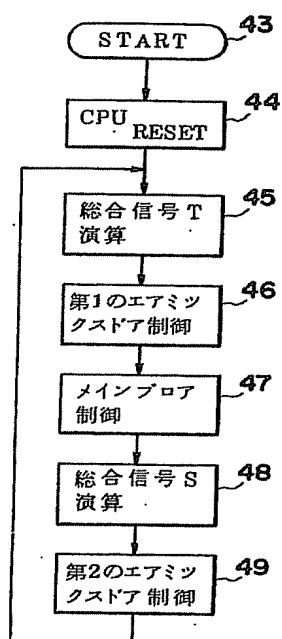 START
43
CPU
RESET
44
総合信号T
演算
45
第1のエアミッ
クスドア制御
46
メインブロア
制御
47
総合信号S
演算
48
第2のエアミッ
クスドア制御
49